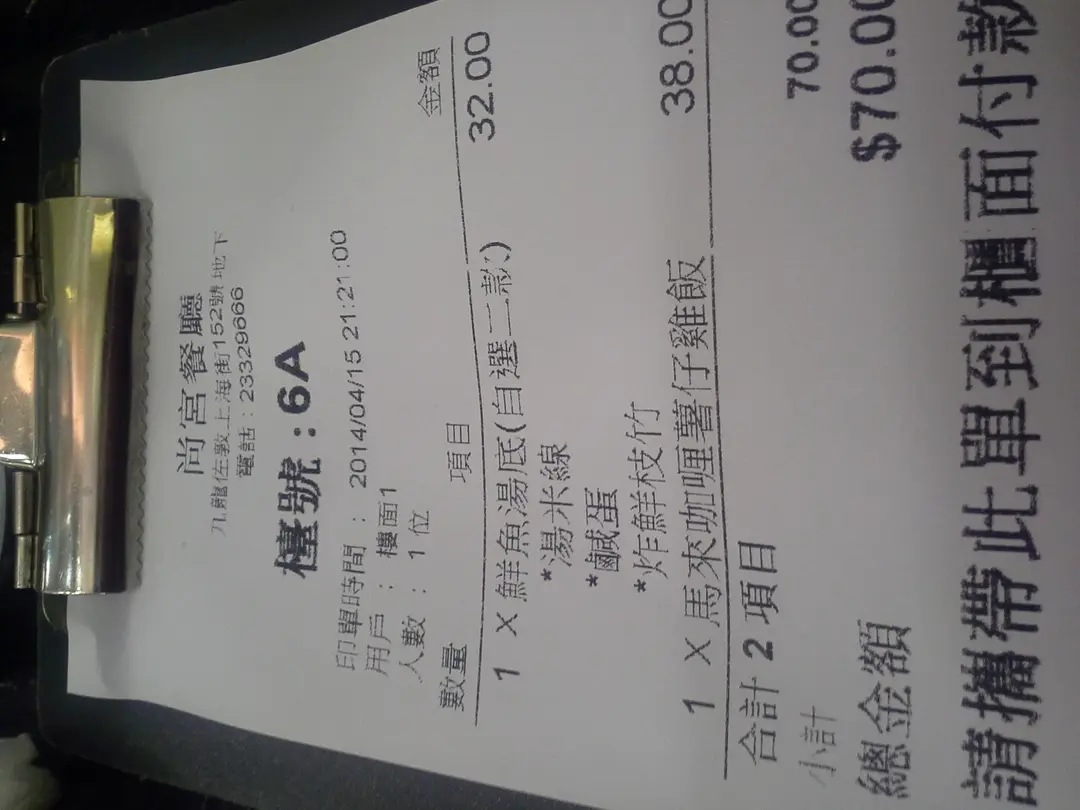 尚宮餐廳
九龍佐敦上海街152號地下
電話：23329666
檯號：6A
印單時間 : 2014/04/15 21:21:00
用戶 : 樓面1
人數 : 1 位
數量 項目 金額
1 X 鮮魚湯底(自選二款) 32.00
*湯米線
*鹹蛋
*炸鮮枝竹
1 X 馬來咖喱薯仔雞飯 38.00
合計 2 項目
小計 70.00
總金額 $70.00
請攜帶此單到櫃面付款